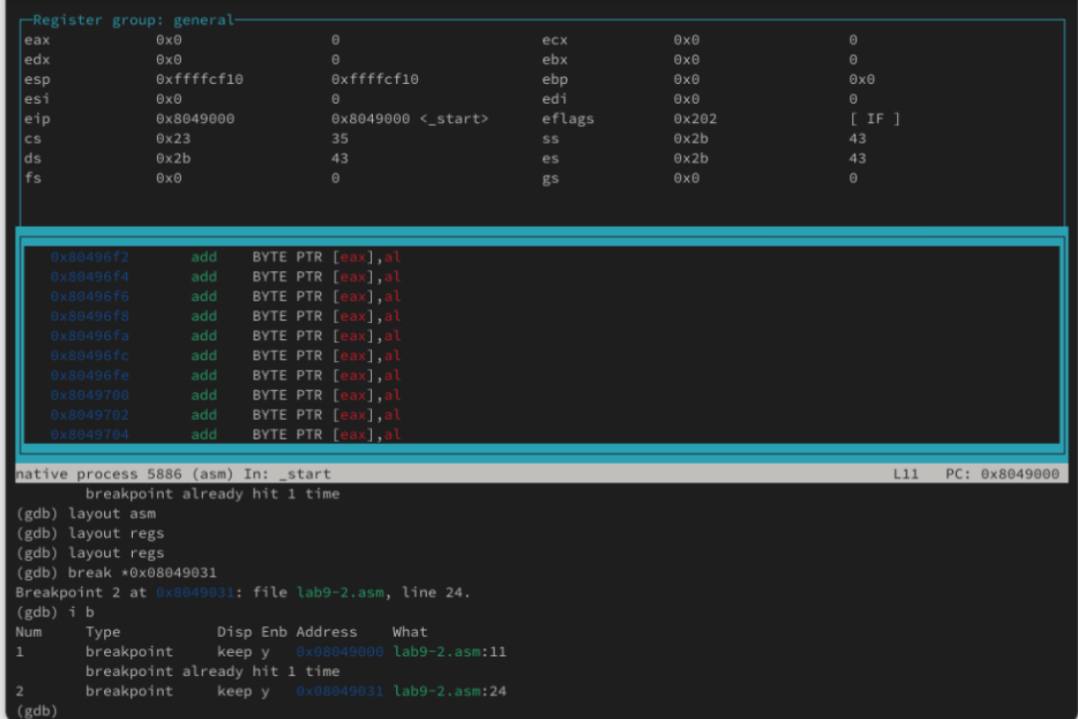 Register group: general
eax 0x0 0 ecx 0x0 0
edx 0x0 0 ebx 0x0 0
esp 0xffffcf10 0xffffcf10 ebp 0x0 0x0
esi 0x0 0 edi 0x0 0
eip 0x8049000 0x8049000 <_start> eflags 0x202 [ IF ]
cs 0x23 35 ss 0x2b 43
ds 0x2b 43 es 0x2b 43
fs 0x0 0 gs 0x0 0
0x80496f2 add BYTE PTR [eax],al
0x80496f4 add BYTE PTR [eax],al
0x80496f6 add BYTE PTR [eax],al
0x80496f8 add BYTE PTR [eax],al
0x80496fa add BYTE PTR [eax],al
0x80496fc add BYTE PTR [eax],al
0x80496fe add BYTE PTR [eax],al
0x8049700 add BYTE PTR [eax],al
0x8049702 add BYTE PTR [eax],al
0x8049704 add BYTE PTR [eax],al
native process 5886 (asm) In: _start L11 PC: 0x8049000
breakpoint already hit 1 time
(gdb) layout asm
(gdb) layout regs
(gdb) layout regs
(gdb) break *0x08049031
Breakpoint 2 at 0x8049031: file lab9-2.asm, line 24.
(gdb) i b
Num Type Disp Enb Address What
1 breakpoint keep y 0x08049000 lab9-2.asm:11
breakpoint already hit 1 time
2 breakpoint keep y 0x08049031 lab9-2.asm:24
(gdb)